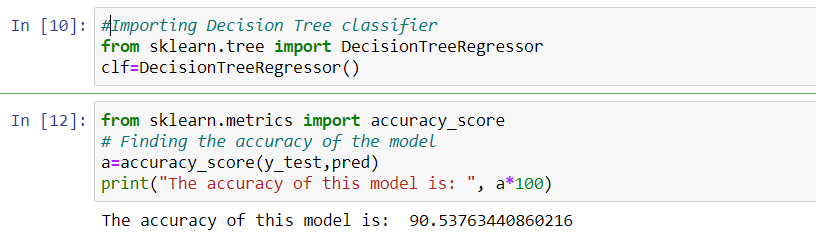 In [10]: #Importing Decision Tree classifier
from sklearn.tree import DecisionTreeRegressor
clf=DecisionTreeRegressor()
In [12]: from sklearn.metrics import accuracy_score
# Finding the accuracy of the model
a=accuracy_score(y_test,pred)
print("The accuracy of this model is: ", a*100)
The accuracy of this model is:  90.53763440860216